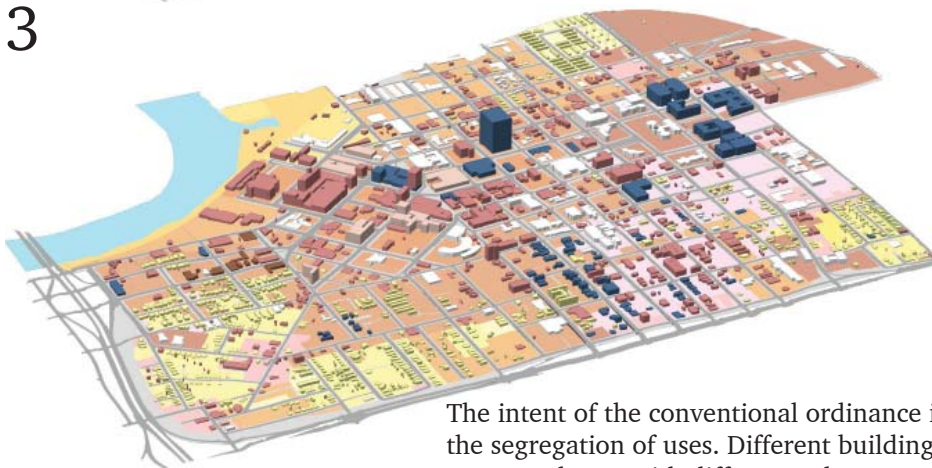 3
The intent of the conventional ordinance i
the segregation of uses. Different building